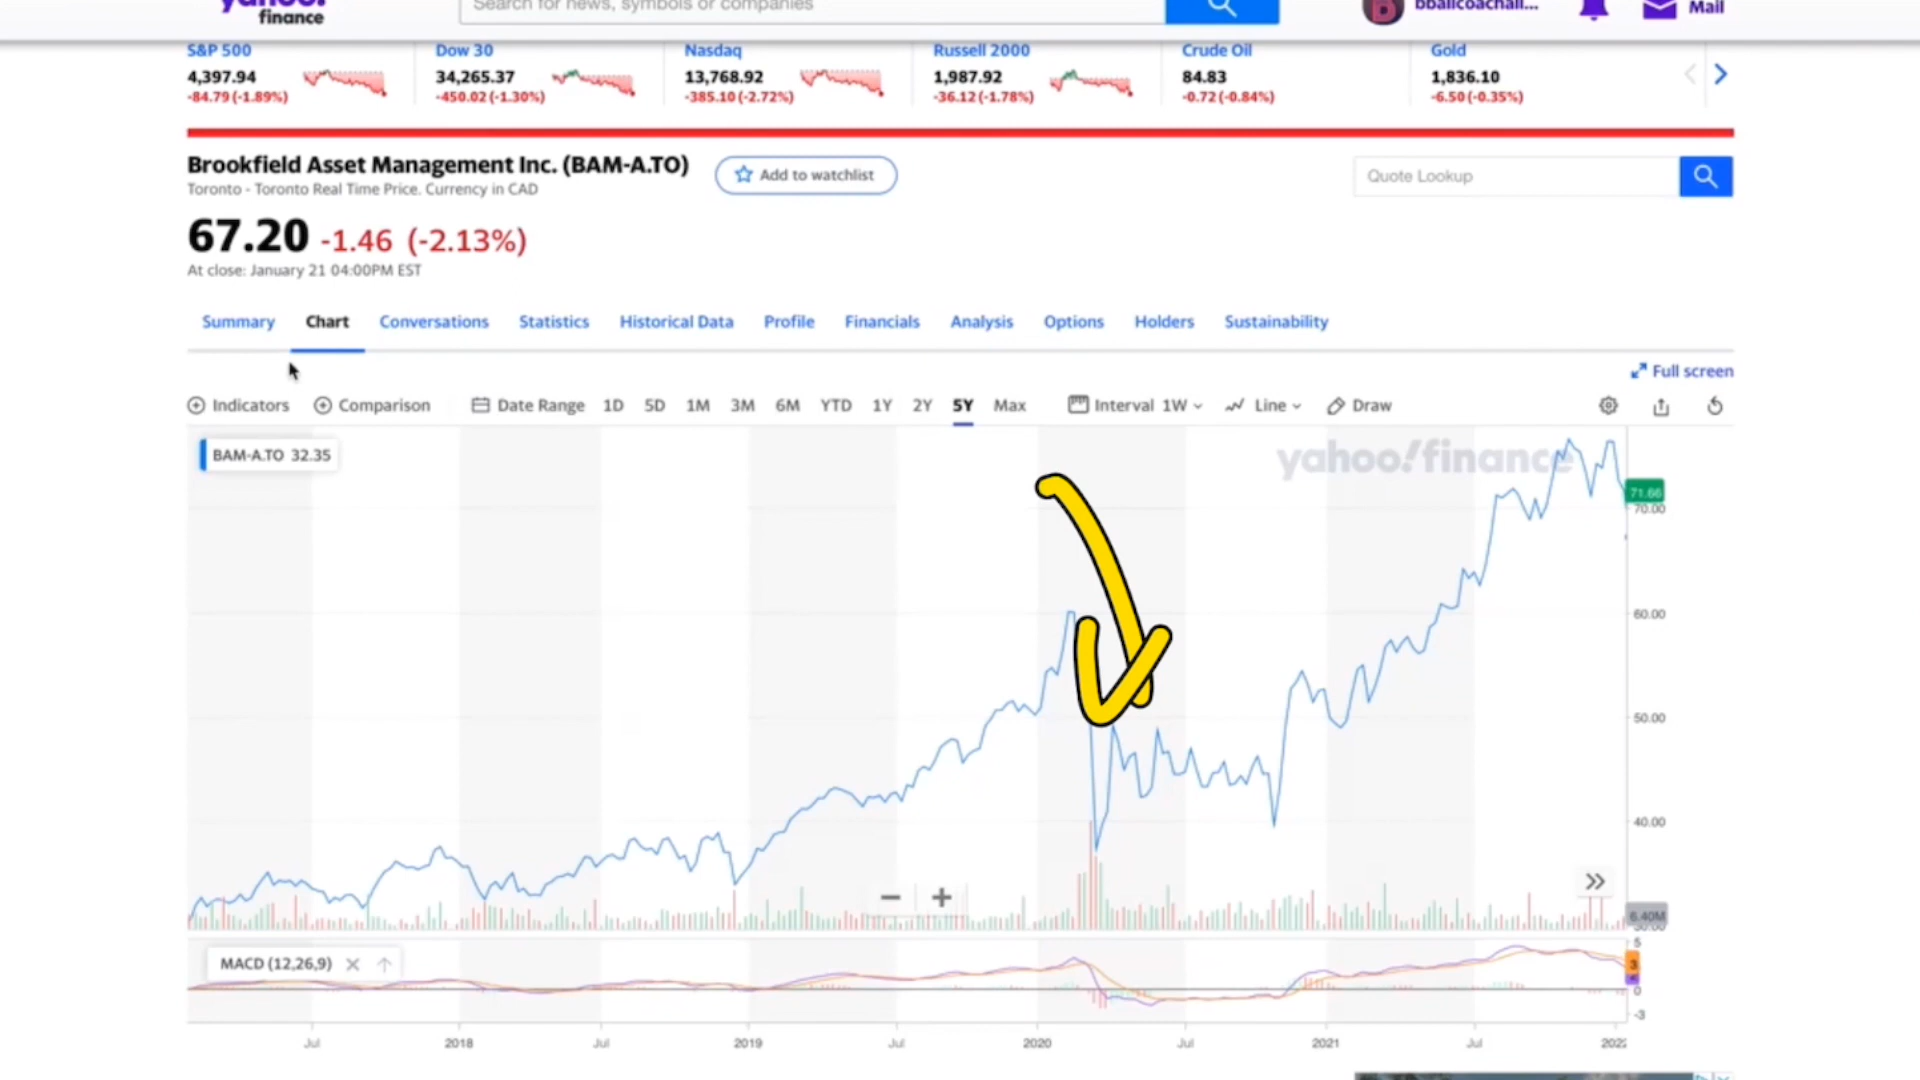 yahoo!
finance
Search for news, symbols or companies
bballcoachall...
Mail
S&P 500
4,397.94
-84.79 (-1.89%)
Dow 30
34,265.37
-450.02 (-1.30%)
Nasdaq
13,768.92
-385.10 (-2.72%)
Russell 2000
1,987.92
-36.12 (-1.78%)
Crude Oil
84.83
-0.72 (-0.84%)
Gold
1,836.10
-6.50 (-0.35%)
Brookfield Asset Management Inc. (BAM-A.TO)
Toronto - Toronto Real Time Price. Currency in CAD
Add to watchlist
Quote Lookup
67.20 -1.46 (-2.13%)
At close: January 21 04:00PM EST
Summary Chart Conversations Statistics Historical Data Profile Financials Analysis Options Holders Sustainability
Full screen
Indicators Comparison Date Range 1D 5D 1M 3M 6M YTD 1Y 2Y 5Y Max Interval 1W Line Draw
BAM-A.TO 32.35
yahoo!finance
71.66
70.00
60.00
50.00
40.00
6.40M
MACD (12,26,9)
5
3
0
-3
Jul 2018 Jul 2019 Jul 2020 Jul 2021 Jul 2022